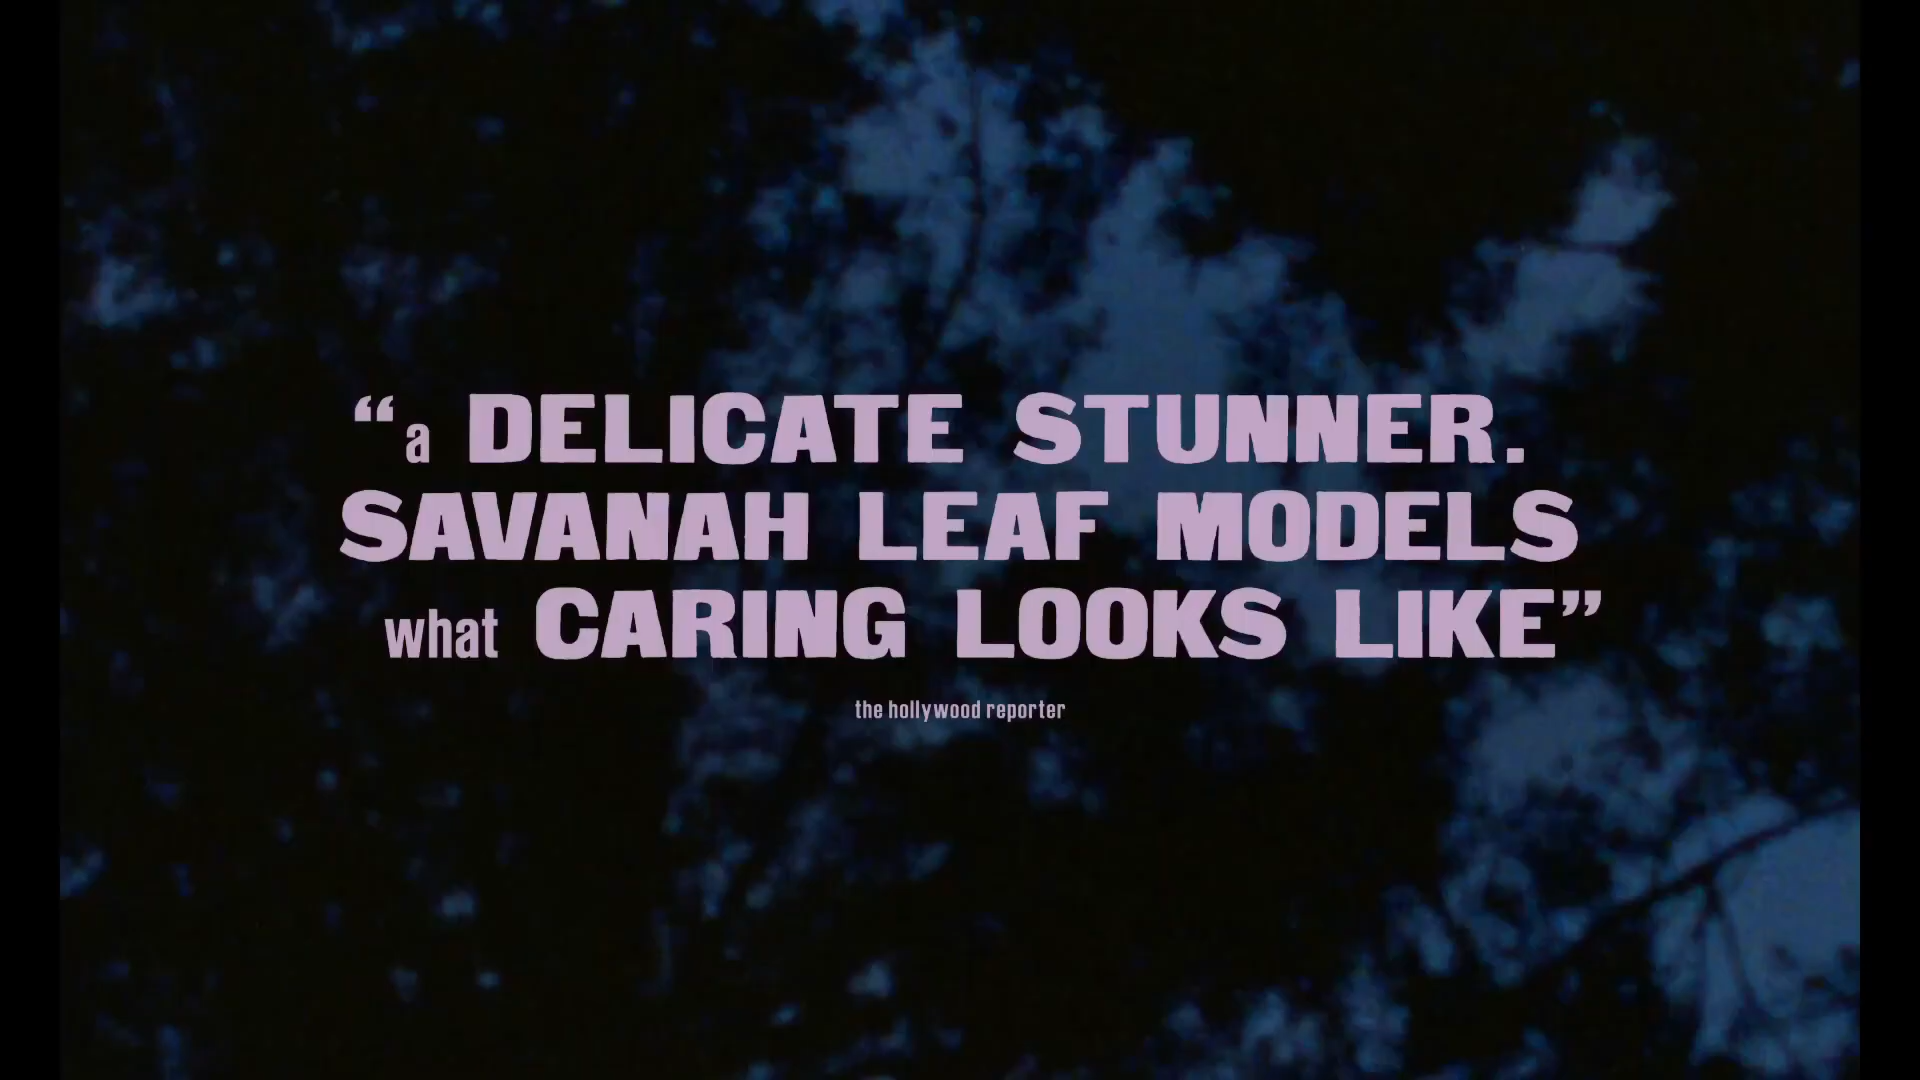 “a DELICATE STUNNER.
SAVANAH LEAF MODELS
what CARING LOOKS LIKE”
the hollywood reporter